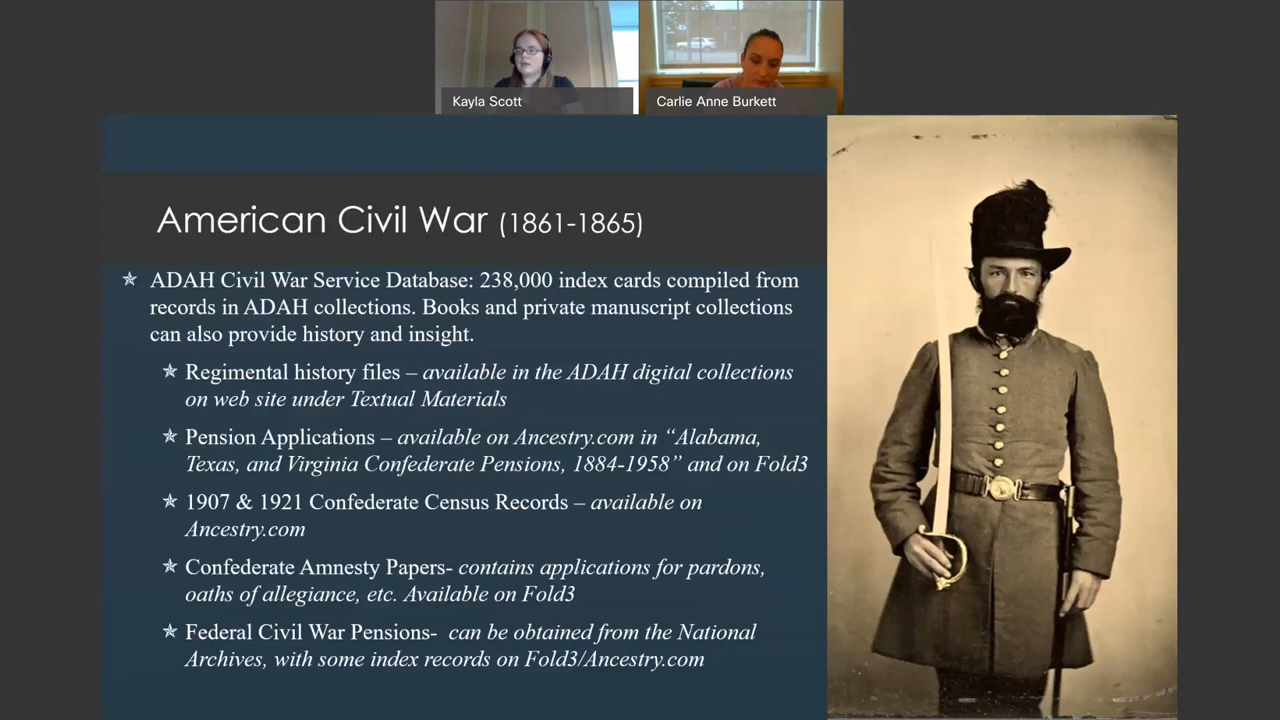 Kayla Scott
Carlie Anne Burkett
American Civil War (1861-1865)
ADAH Civil War Service Database: 238,000 index cards compiled from
records in ADAH collections. Books and private manuscript collections
can also provide history and insight.
Regimental history files – available in the ADAH digital collections
on web site under Textual Materials
Pension Applications – available on Ancestry.com in “Alabama,
Texas, and Virginia Confederate Pensions, 1884-1958” and on Fold3
1907 & 1921 Confederate Census Records – available on
Ancestry.com
Confederate Amnesty Papers- contains applications for pardons,
oaths of allegiance, etc. Available on Fold3
Federal Civil War Pensions- can be obtained from the National
Archives, with some index records on Fold3/Ancestry.com